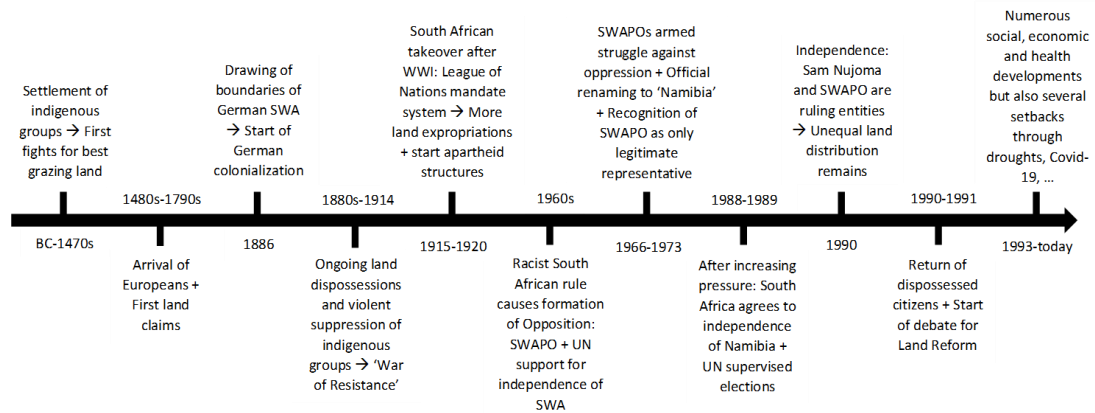 Settlement of
indigenous
groups → First
fights for best
grazing land
BC-1470s
1480s-1790s
Arrival of
Europeans +
First land
claims
Drawing of
boundaries of
German SWA
→ Start of
German
colonialization
1886
1880s-1914
Ongoing land
dispossessions
and violent
suppression of
indigenous
groups → ‘War
of Resistance’
South African
takeover after
WWI: League of
Nations mandate
system → More
land expropriations
+ start apartheid
structures
1915-1920
1960s
Racist South
African rule
causes formation
of Opposition:
SWAPO + UN
support for
independence of
SWA
SWAPOs armed
struggle against
oppression + Official
renaming to ‘Namibia’
+ Recognition of
SWAPO as only
legitimate
representative
1966-1973
1988-1989
After increasing
pressure: South
Africa agrees to
independence
of Namibia +
UN supervised
elections
Independence:
Sam Nujoma
and SWAPO are
ruling entities
→ Unequal land
distribution
remains
1990
1990-1991
Return of
dispossessed
citizens + Start
of debate for
Land Reform
Numerous
social, economic
and health
developments
but also several
setbacks
through
droughts, Covid-
19, …
1993-today